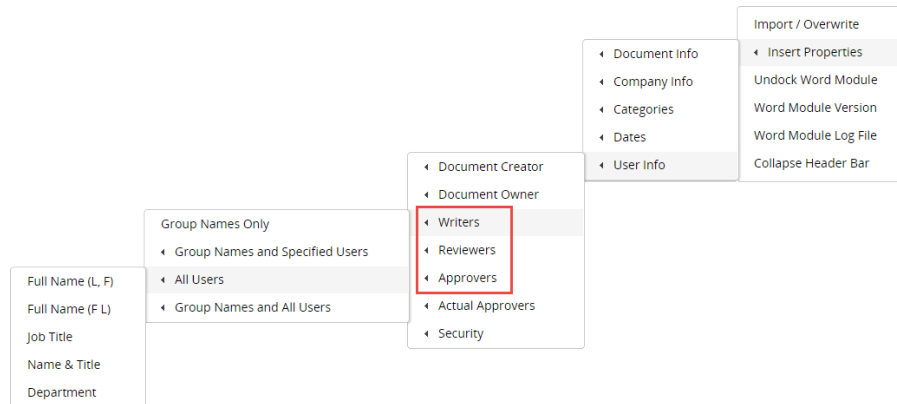 Import / Overwrite
Insert Properties
Undock Word Module
Word Module Version
Word Module Log File
Collapse Header Bar
Document Info
Company Info
Categories
Dates
User Info
Document Creator
Document Owner
Writers
Reviewers
Approvers
Actual Approvers
Security
Group Names Only
Group Names and Specified Users
All Users
Group Names and All Users
Full Name (L, F)
Full Name (F L)
Job Title
Name & Title
Department